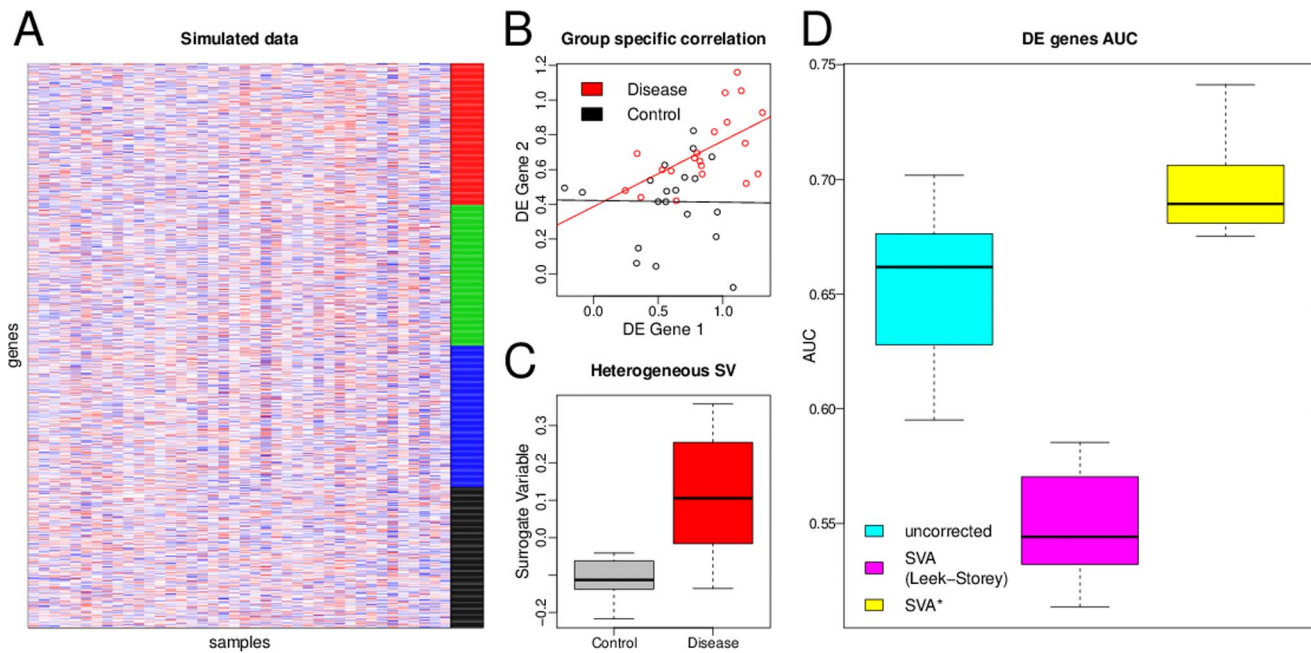 A
Simulated data
genes
samples
B
Group specific correlation
Disease
Control
DE Gene 2
1.2
1.0
0.8
0.6
0.4
0.2
0.0
0.0
0.5
1.0
DE Gene 1
C
Heterogeneous SV
Surrogate Variable
0.3
0.2
0.1
0.0
−0.2
Control
Disease
D
DE genes AUC
AUC
0.75
0.70
0.65
0.60
0.55
uncorrected
SVA
(Leek−Storey)
SVA*